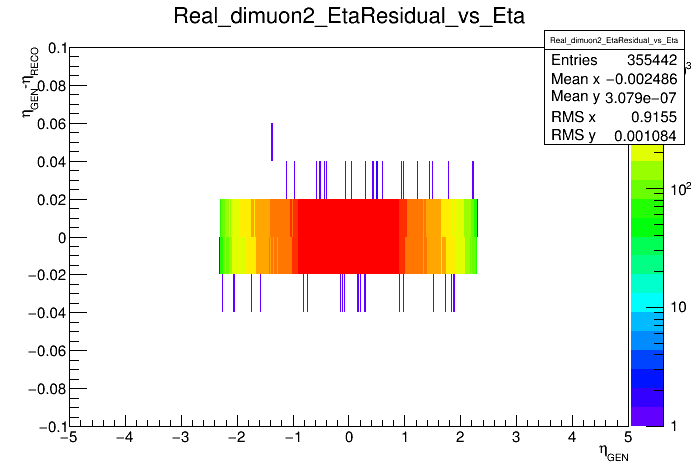 Real_dimuon2_EtaResidual_vs_Eta
Real_dimuon2_EtaResidual_vs_Eta
Entries 355442
Mean x −0.002486
Mean y 3.079e−07
RMS x 0.9155
RMS y 0.001084
η_GEN-η_RECO
0.1
0.08
0.06
0.04
0.02
0
−0.02
−0.04
−0.06
−0.08
−0.1
−5 −4 −3 −2 −1 0 1 2 3 4 5
η_GEN
3
10²
10
1